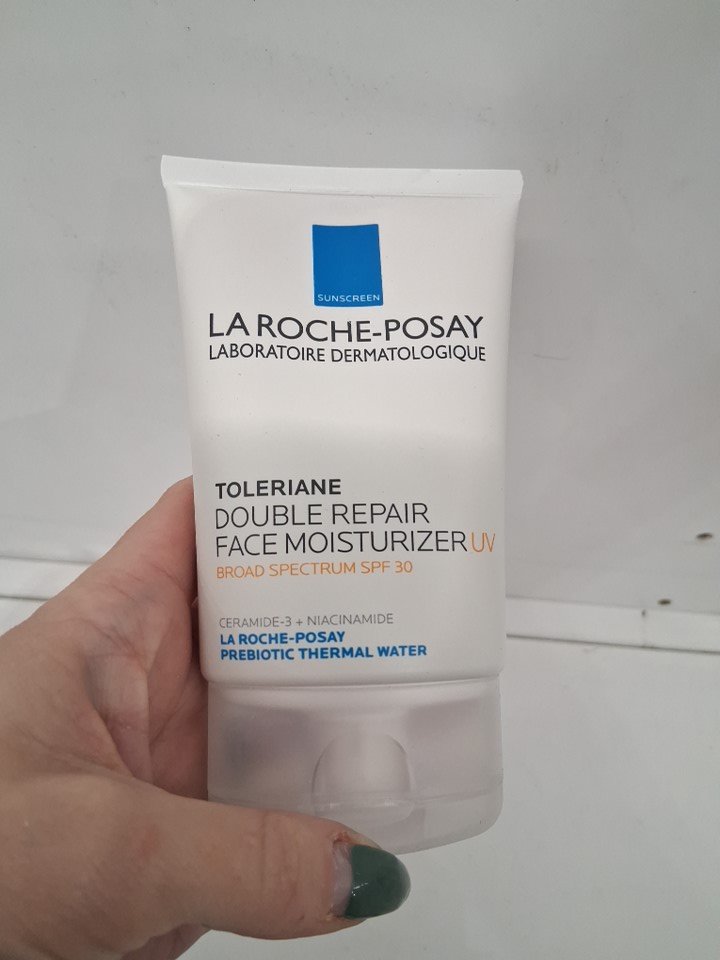 SUNSCREEN
LA ROCHE-POSAY
LABORATOIRE DERMATOLOGIQUE
TOLERIANE
DOUBLE REPAIR
FACE MOISTURIZER UV
BROAD SPECTRUM SPF 30
CERAMIDE-3 + NIACINAMIDE
LA ROCHE-POSAY
PREBIOTIC THERMAL WATER